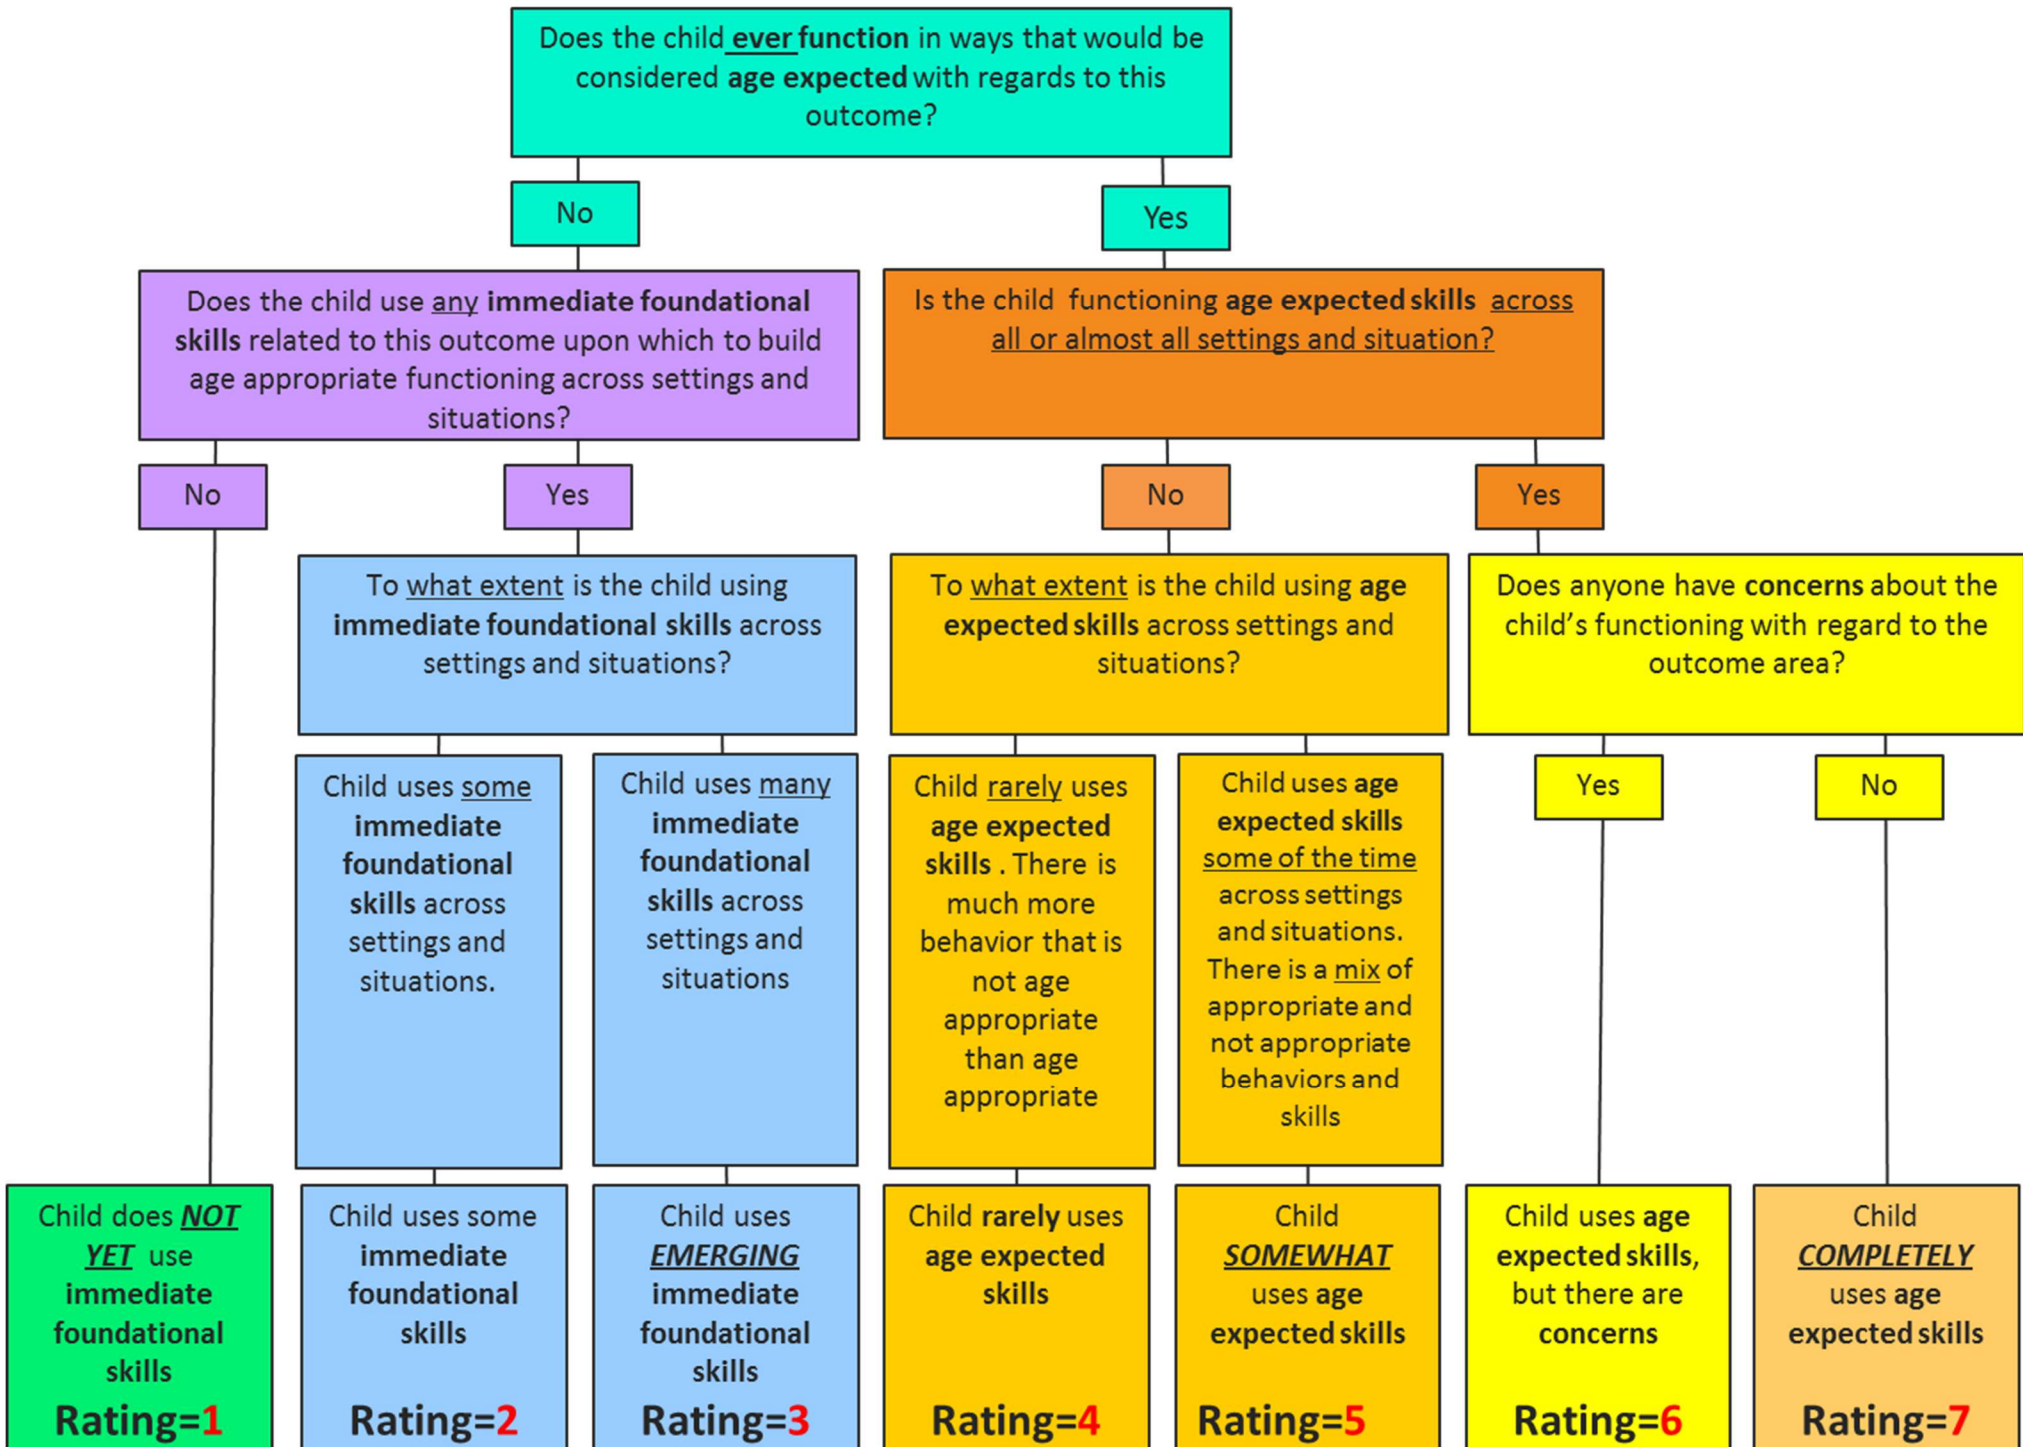 Does the child ever function in ways that would be
considered age expected with regards to this
outcome?
No
Yes
Does the child use any immediate foundational
skills related to this outcome upon which to build
age appropriate functioning across settings and
situations?
Is the child functioning age expected skills across
all or almost all settings and situation?
No
Yes
No
Yes
To what extent is the child using
immediate foundational skills across
settings and situations?
To what extent is the child using age
expected skills across settings and
situations?
Does anyone have concerns about the
child's functioning with regard to the
outcome area?
Child uses some
immediate
foundational
skills across
settings and
situations.
Child uses many
immediate
foundational
skills across
settings and
situations
Child rarely uses
age expected
skills . There is
much more
behavior that is
not age
appropriate
than age
appropriate
Child uses age
expected skills
some of the time
across settings
and situations.
There is a mix of
appropriate and
not appropriate
behaviors and
skills
Yes
No
Child does NOT
YET use
immediate
foundational
skills
Rating=1
Child uses some
immediate
foundational
skills
Rating=2
Child uses
EMERGING
immediate
foundational
skills
Rating=3
Child rarely uses
age expected
skills
Rating=4
Child
SOMEWHAT
uses age
expected skills
Rating=5
Child uses age
expected skills,
but there are
concerns
Rating=6
Child
COMPLETELY
uses age
expected skills
Rating=7